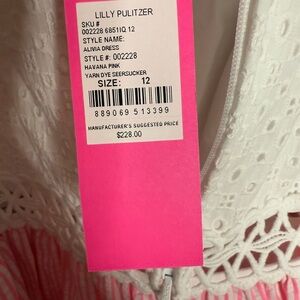 LILLY PULITZER
SKU #
002228 6851IQ 12
STYLE NAME:
ALIVIA DRESS
STYLE #: 002228
HAVANA PINK
YARN DYE SEERSUCKER
SIZE: 12
889069 513399
MANUFACTURER'S SUGGESTED PRICE
$228.00